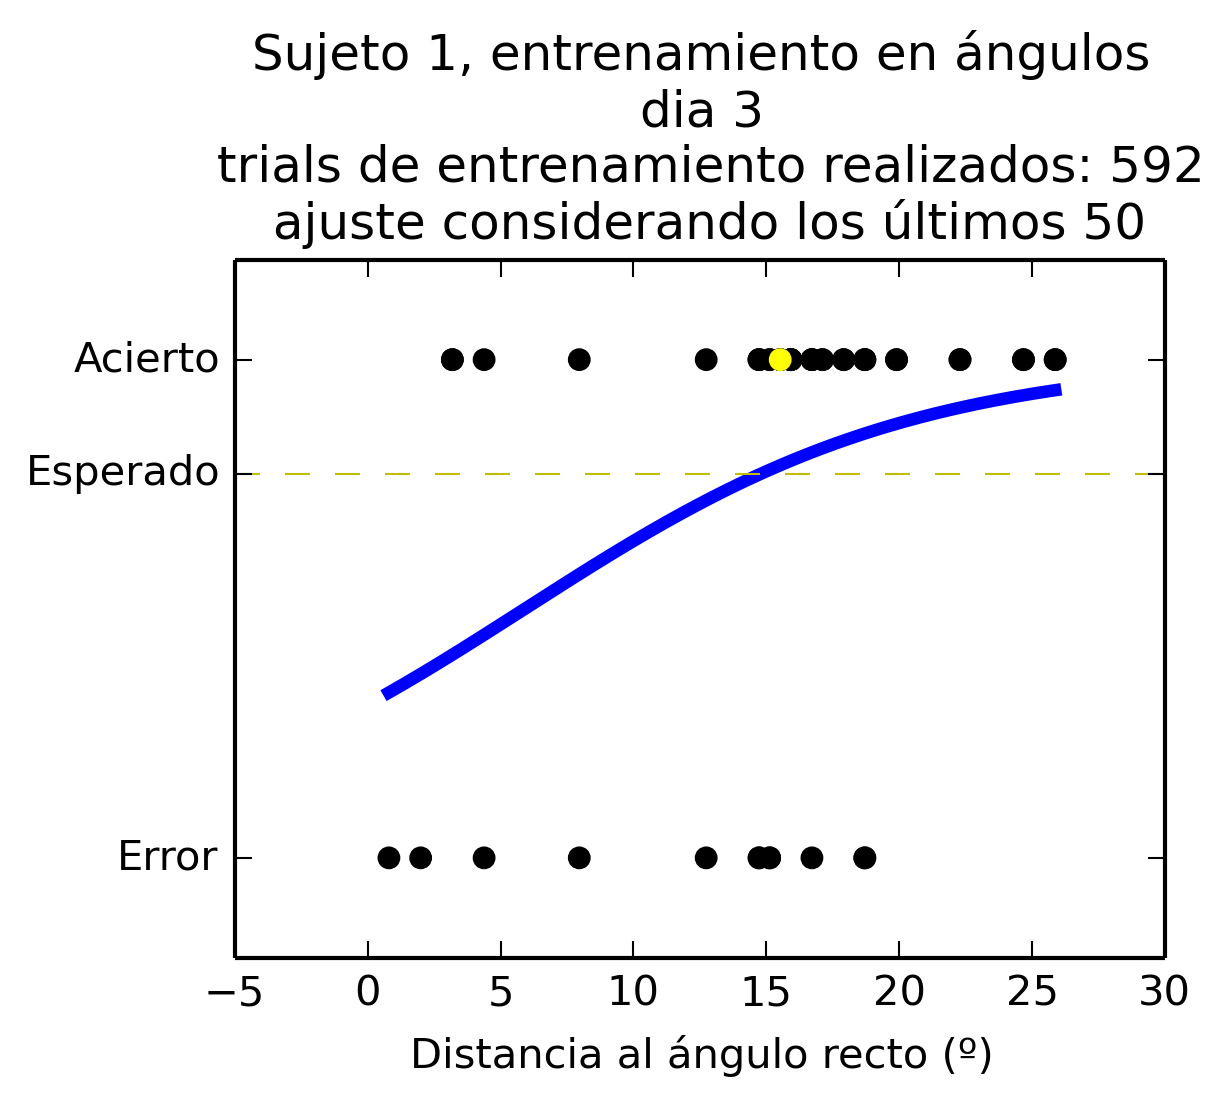 Sujeto 1, entrenamiento en ángulos
dia 3
trials de entrenamiento realizados: 592
ajuste considerando los últimos 50
Acierto
Esperado
Error
−5 0 5 10 15 20 25 30
Distancia al ángulo recto (º)